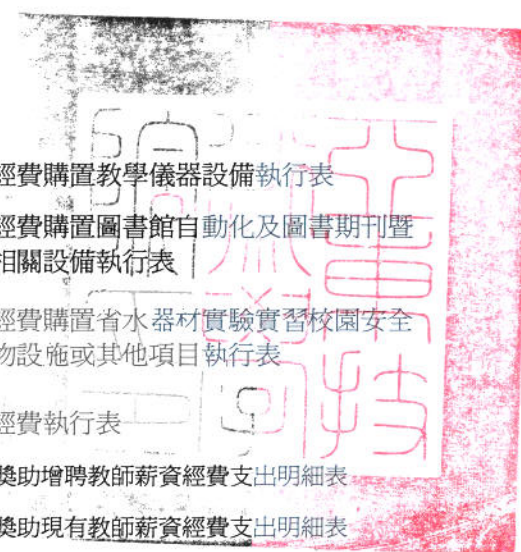 經費購置教學儀器設備執行表
經費購置圖書館自動化及圖書期刊暨
相關設備執行表
經費購置省水器材實驗實習校園安全
物設施或其他項目執行表
經費執行表
獎助增聘教師薪資經費支出明細表
獎助現有教師薪資經費支出明細表